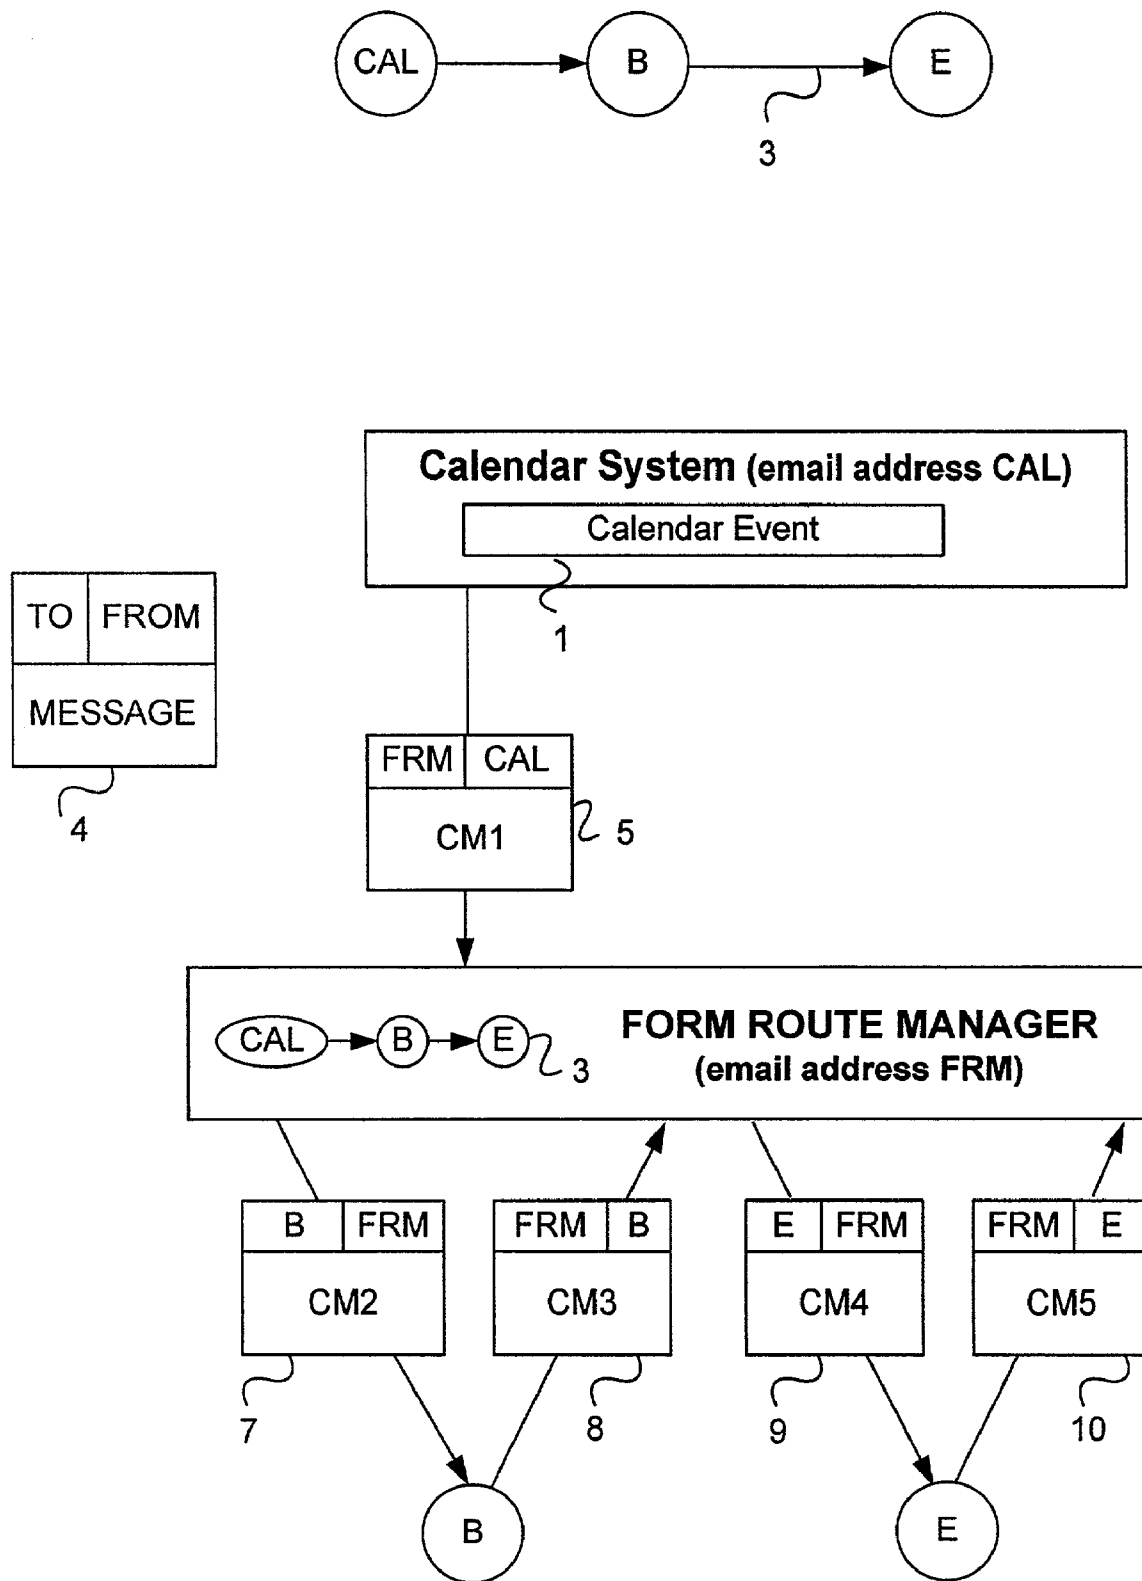 CAL B E
3
Calendar System (email address CAL)
Calendar Event
1
TO FROM
MESSAGE
4
FRM CAL
CM1
5
CAL B E
3
FORM ROUTE MANAGER
(email address FRM)
B FRM
CM2
7
FRM B
CM3
8
E FRM
CM4
9
FRM E
CM5
10
B
E